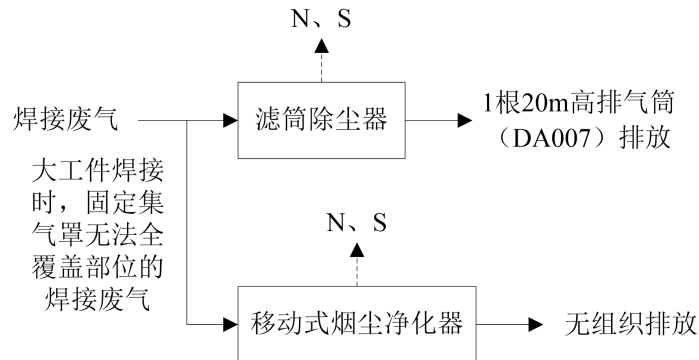 N、S
焊接废气
滤筒除尘器
1根20m高排气筒
（DA007）排放
大工件焊接
时，固定集
气罩无法全
覆盖部位的
焊接废气
N、S
移动式烟尘净化器
无组织排放